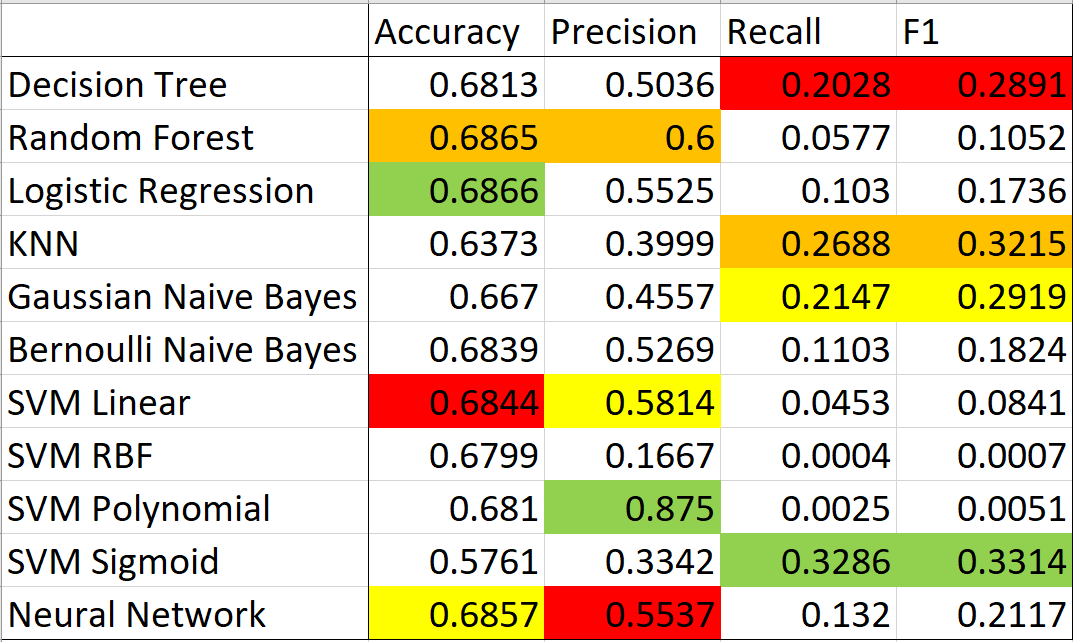 Accuracy Precision Recall F1
Decision Tree 0.6813 0.5036 0.2028 0.2891
Random Forest 0.6865 0.6 0.0577 0.1052
Logistic Regression 0.6866 0.5525 0.103 0.1736
KNN 0.6373 0.3999 0.2688 0.3215
Gaussian Naive Bayes 0.667 0.4557 0.2147 0.2919
Bernoulli Naive Bayes 0.6839 0.5269 0.1103 0.1824
SVM Linear 0.6844 0.5814 0.0453 0.0841
SVM RBF 0.6799 0.1667 0.0004 0.0007
SVM Polynomial 0.681 0.875 0.0025 0.0051
SVM Sigmoid 0.5761 0.3342 0.3286 0.3314
Neural Network 0.6857 0.5537 0.132 0.2117